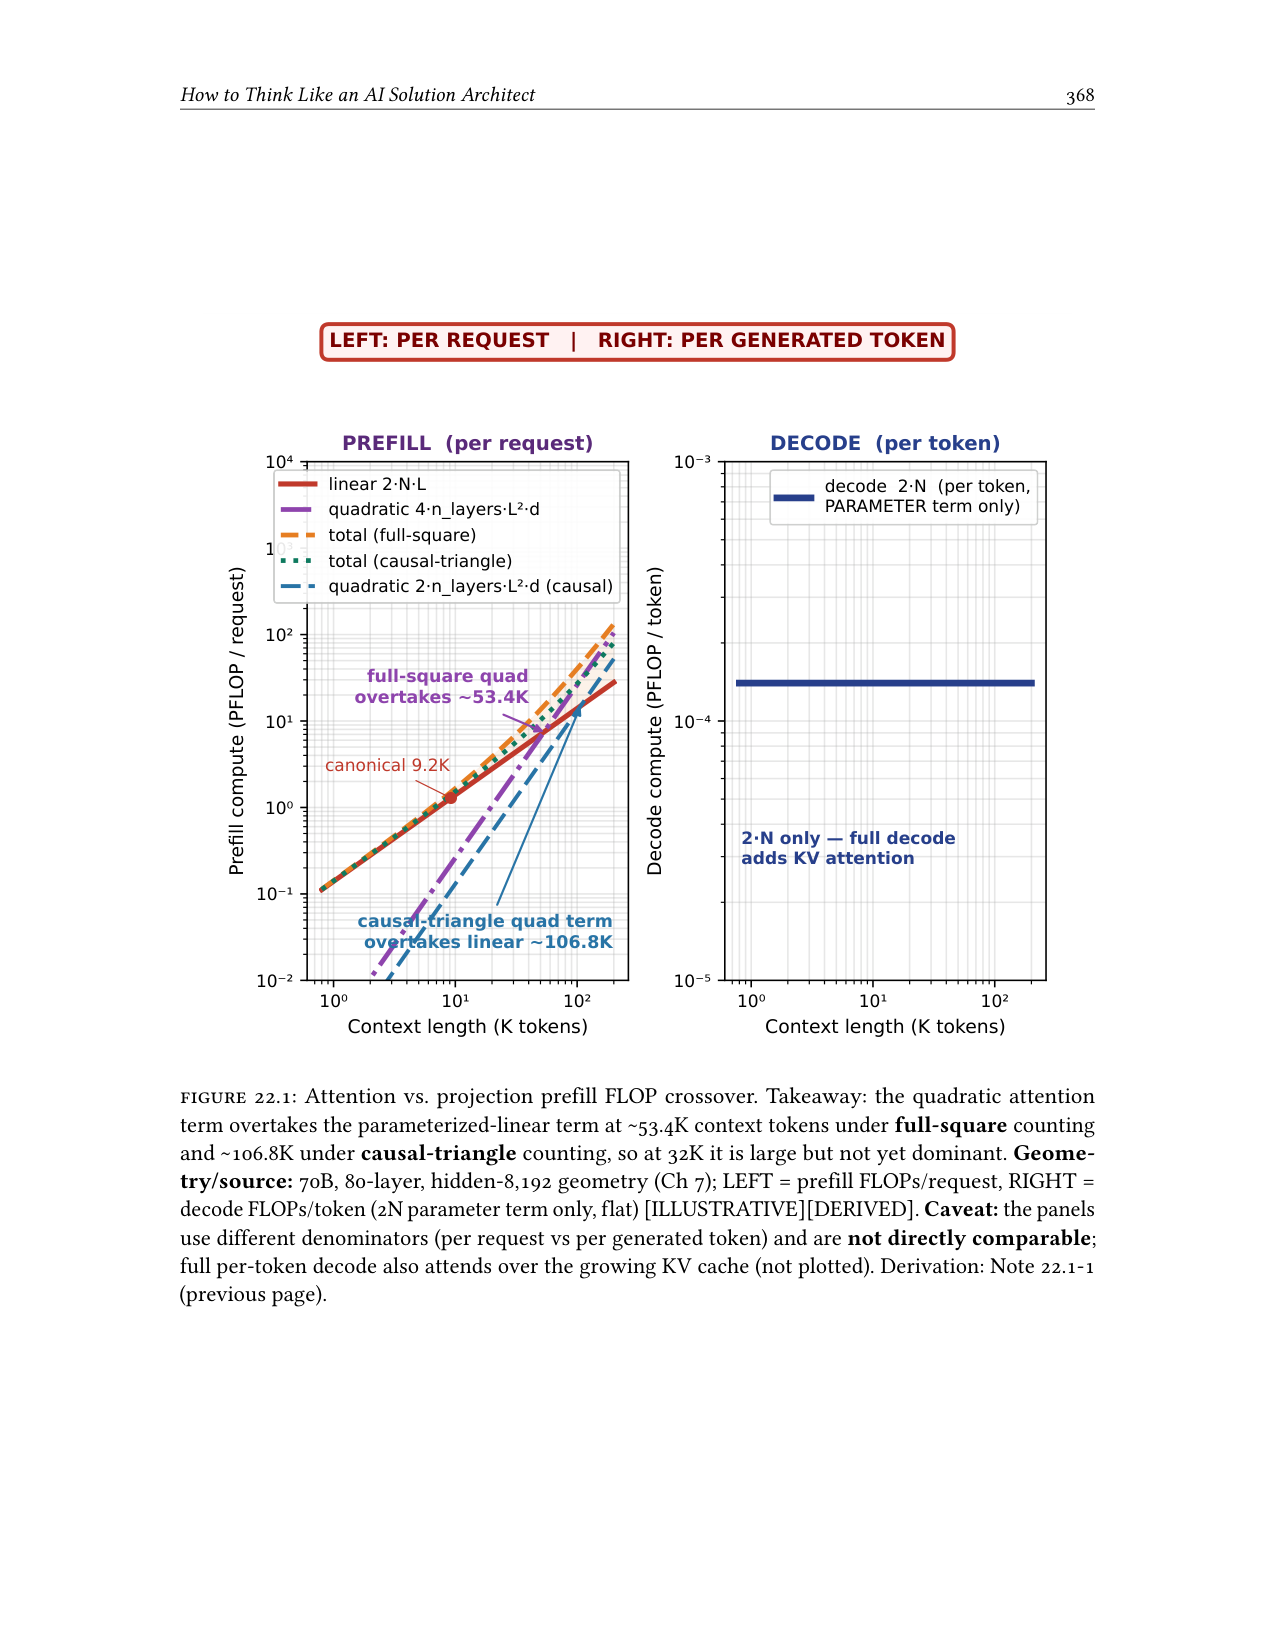 How to Think Like an AI Solution Architect 368
LEFT: PER REQUEST | RIGHT: PER GENERATED TOKEN
PREFILL (per request)
10⁴
10³
10²
10¹
10⁰
10⁻¹
10⁻²
Prefill compute (PFLOP / request)
linear 2·N·L
quadratic 4·n_layers·L²·d
total (full-square)
total (causal-triangle)
quadratic 2·n_layers·L²·d (causal)
full-square quad
overtakes ~53.4K
canonical 9.2K
causal-triangle quad term
overtakes linear ~106.8K
10⁰ 10¹ 10²
Context length (K tokens)
DECODE (per token)
10⁻³
10⁻⁴
10⁻⁵
Decode compute (PFLOP / token)
decode 2·N (per token,
PARAMETER term only)
2·N only — full decode
adds KV attention
10⁰ 10¹ 10²
Context length (K tokens)
FIGURE 22.1: Attention vs. projection prefill FLOP crossover. Takeaway: the quadratic attention
term overtakes the parameterized-linear term at ~53.4K context tokens under full-square counting
and ~106.8K under causal-triangle counting, so at 32K it is large but not yet dominant. Geome-
try/source: 70B, 80-layer, hidden-8,192 geometry (Ch 7); LEFT = prefill FLOPs/request, RIGHT =
decode FLOPs/token (2N parameter term only, flat) [ILLUSTRATIVE][DERIVED]. Caveat: the panels
use different denominators (per request vs per generated token) and are not directly comparable;
full per-token decode also attends over the growing KV cache (not plotted). Derivation: Note 22.1-1
(previous page).